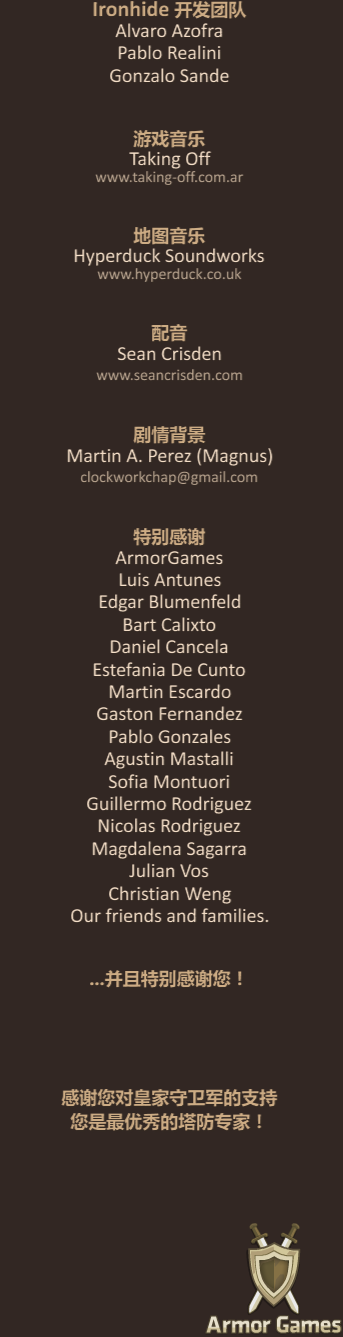 Ironhide 开发团队
Alvaro Azofra
Pablo Realini
Gonzalo Sande
游戏音乐
Taking Off
www.taking-off.com.ar
地图音乐
Hyperduck Soundworks
www.hyperduck.co.uk
配音
Sean Crisden
www.seancrisden.com
剧情背景
Martin A. Perez (Magnus)
clockworkchap@gmail.com
特别感谢
ArmorGames
Luis Antunes
Edgar Blumenfeld
Bart Calixto
Daniel Cancela
Estefania De Cunto
Martin Escardo
Gaston Fernandez
Pablo Gonzales
Agustin Mastalli
Sofia Montuori
Guillermo Rodriguez
Nicolas Rodriguez
Magdalena Sagarra
Julian Vos
Christian Weng
Our friends and families.
...并且特别感谢您！
感谢您对皇家守卫军的支持
您是最优秀的塔防专家！
Armor Games